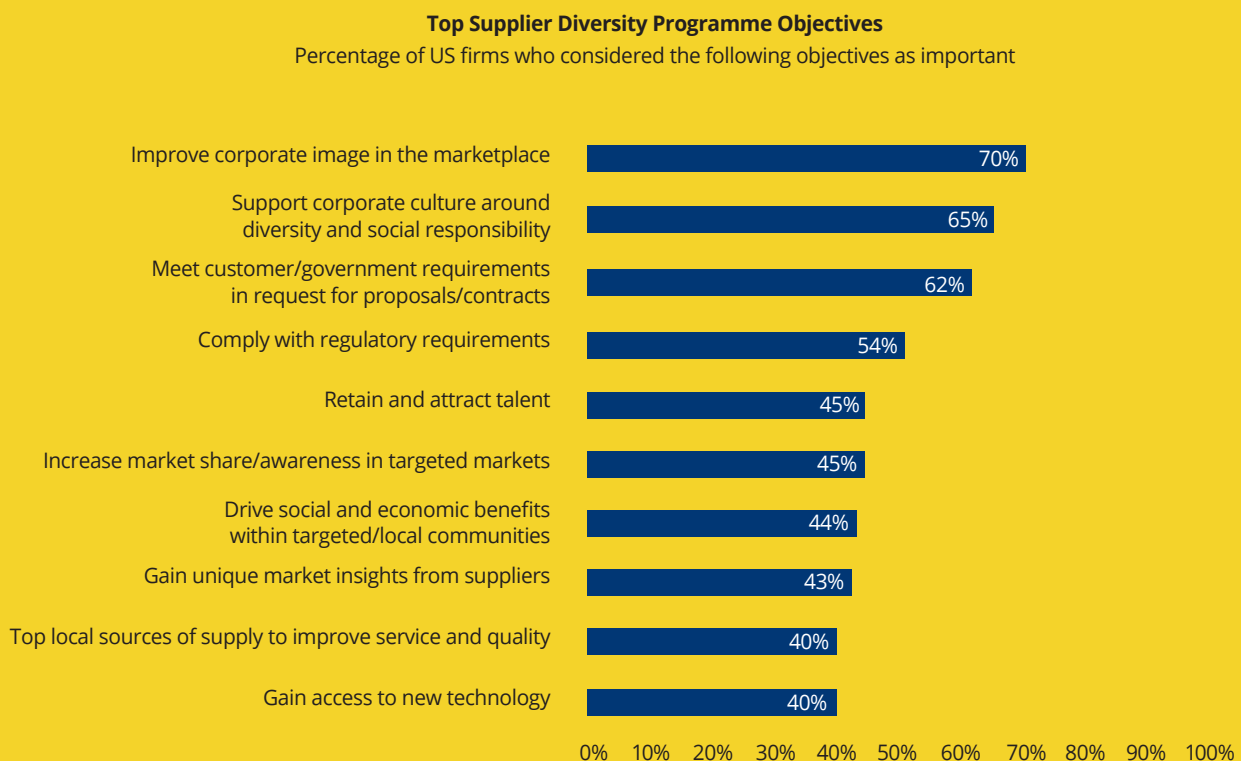 Top Supplier Diversity Programme Objectives
Percentage of US firms who considered the following objectives as important
Improve corporate image in the marketplace
70%
Support corporate culture around
diversity and social responsibility
65%
Meet customer/government requirements
in request for proposals/contracts
62%
Comply with regulatory requirements
54%
Retain and attract talent
45%
Increase market share/awareness in targeted markets
45%
Drive social and economic benefits
within targeted/local communities
44%
Gain unique market insights from suppliers
43%
Top local sources of supply to improve service and quality
40%
Gain access to new technology
40%
0% 10% 20% 30% 40% 50% 60% 70% 80% 90% 100%